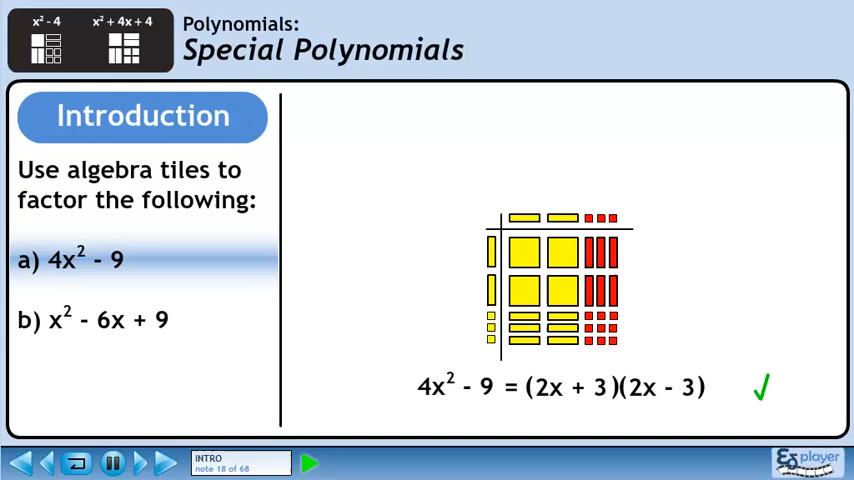 x² - 4 x² + 4x + 4
Polynomials:
Special Polynomials
Introduction
Use algebra tiles to
factor the following:
a) 4x² - 9
b) x² - 6x + 9
4x² - 9 = (2x + 3)(2x - 3)
INTRO
note 18 of 68
player